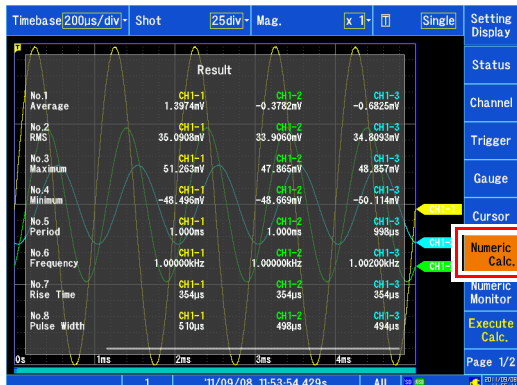 Timebase 200µs/div Shot 25div Mag. x 1 Single Setting Display
Status
Channel
Trigger
Gauge
Cursor
Numeric Calc.
Numeric Monitor
Execute Calc.
Page 1/2
Result
No.1 CH1-1 CH1-2 CH1-3
Average 1.3974mV -0.3782mV -0.6825mV
No.2 CH1-1 CH1-2 CH1-3
RMS 35.0908mV 33.9060mV 34.8093mV
No.3 CH1-1 CH1-2 CH1-3
Maximum 51.263mV 47.865mV 48.857mV
No.4 CH1-1 CH1-2 CH1-3
Minimum -48.496mV -48.669mV -50.114mV
No.5 CH1-1 CH1-2 CH1-3
Period 1.000ms 1.000ms 998µs
No.6 CH1-1 CH1-2 CH1-3
Frequency 1.00000kHz 1.00000kHz 1.00200kHz
No.7 CH1-1 CH1-2 CH1-3
Rise Time 354µs 354µs 354µs
No.8 CH1-1 CH1-2 CH1-3
Pulse Width 510µs 498µs 494µs
CH1-1
CH1-
CH1-
0s 1ms 2ms 3ms 4ms
1 '11/09/08 11:53:54.429s All
2011/09/08